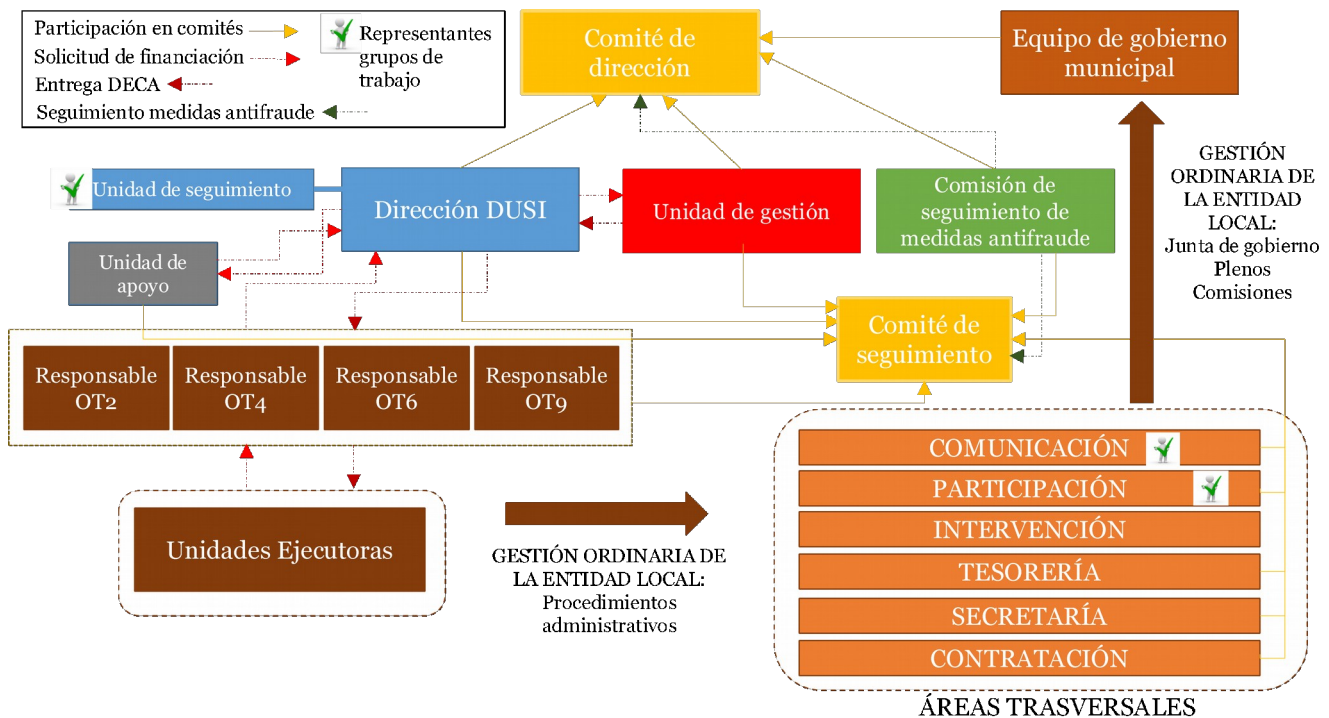 Participación en comités
Solicitud de financiación
Entrega DECA
Seguimiento medidas antifraude
Representantes
grupos de
trabajo
Comité de
dirección
Equipo de gobierno
municipal
GESTIÓN
ORDINARIA DE
LA ENTIDAD
LOCAL:
Junta de gobierno
Plenos
Comisiones
Unidad de seguimiento
Dirección DUSI
Unidad de gestión
Comisión de
seguimiento de
medidas antifraude
Unidad de
apoyo
Comité de
seguimiento
Responsable
OT2
Responsable
OT4
Responsable
OT6
Responsable
OT9
Unidades Ejecutoras
GESTIÓN ORDINARIA DE
LA ENTIDAD LOCAL:
Procedimientos
administrativos
COMUNICACIÓN
PARTICIPACIÓN
INTERVENCIÓN
TESORERÍA
SECRETARÍA
CONTRATACIÓN
ÁREAS TRASVERSALES